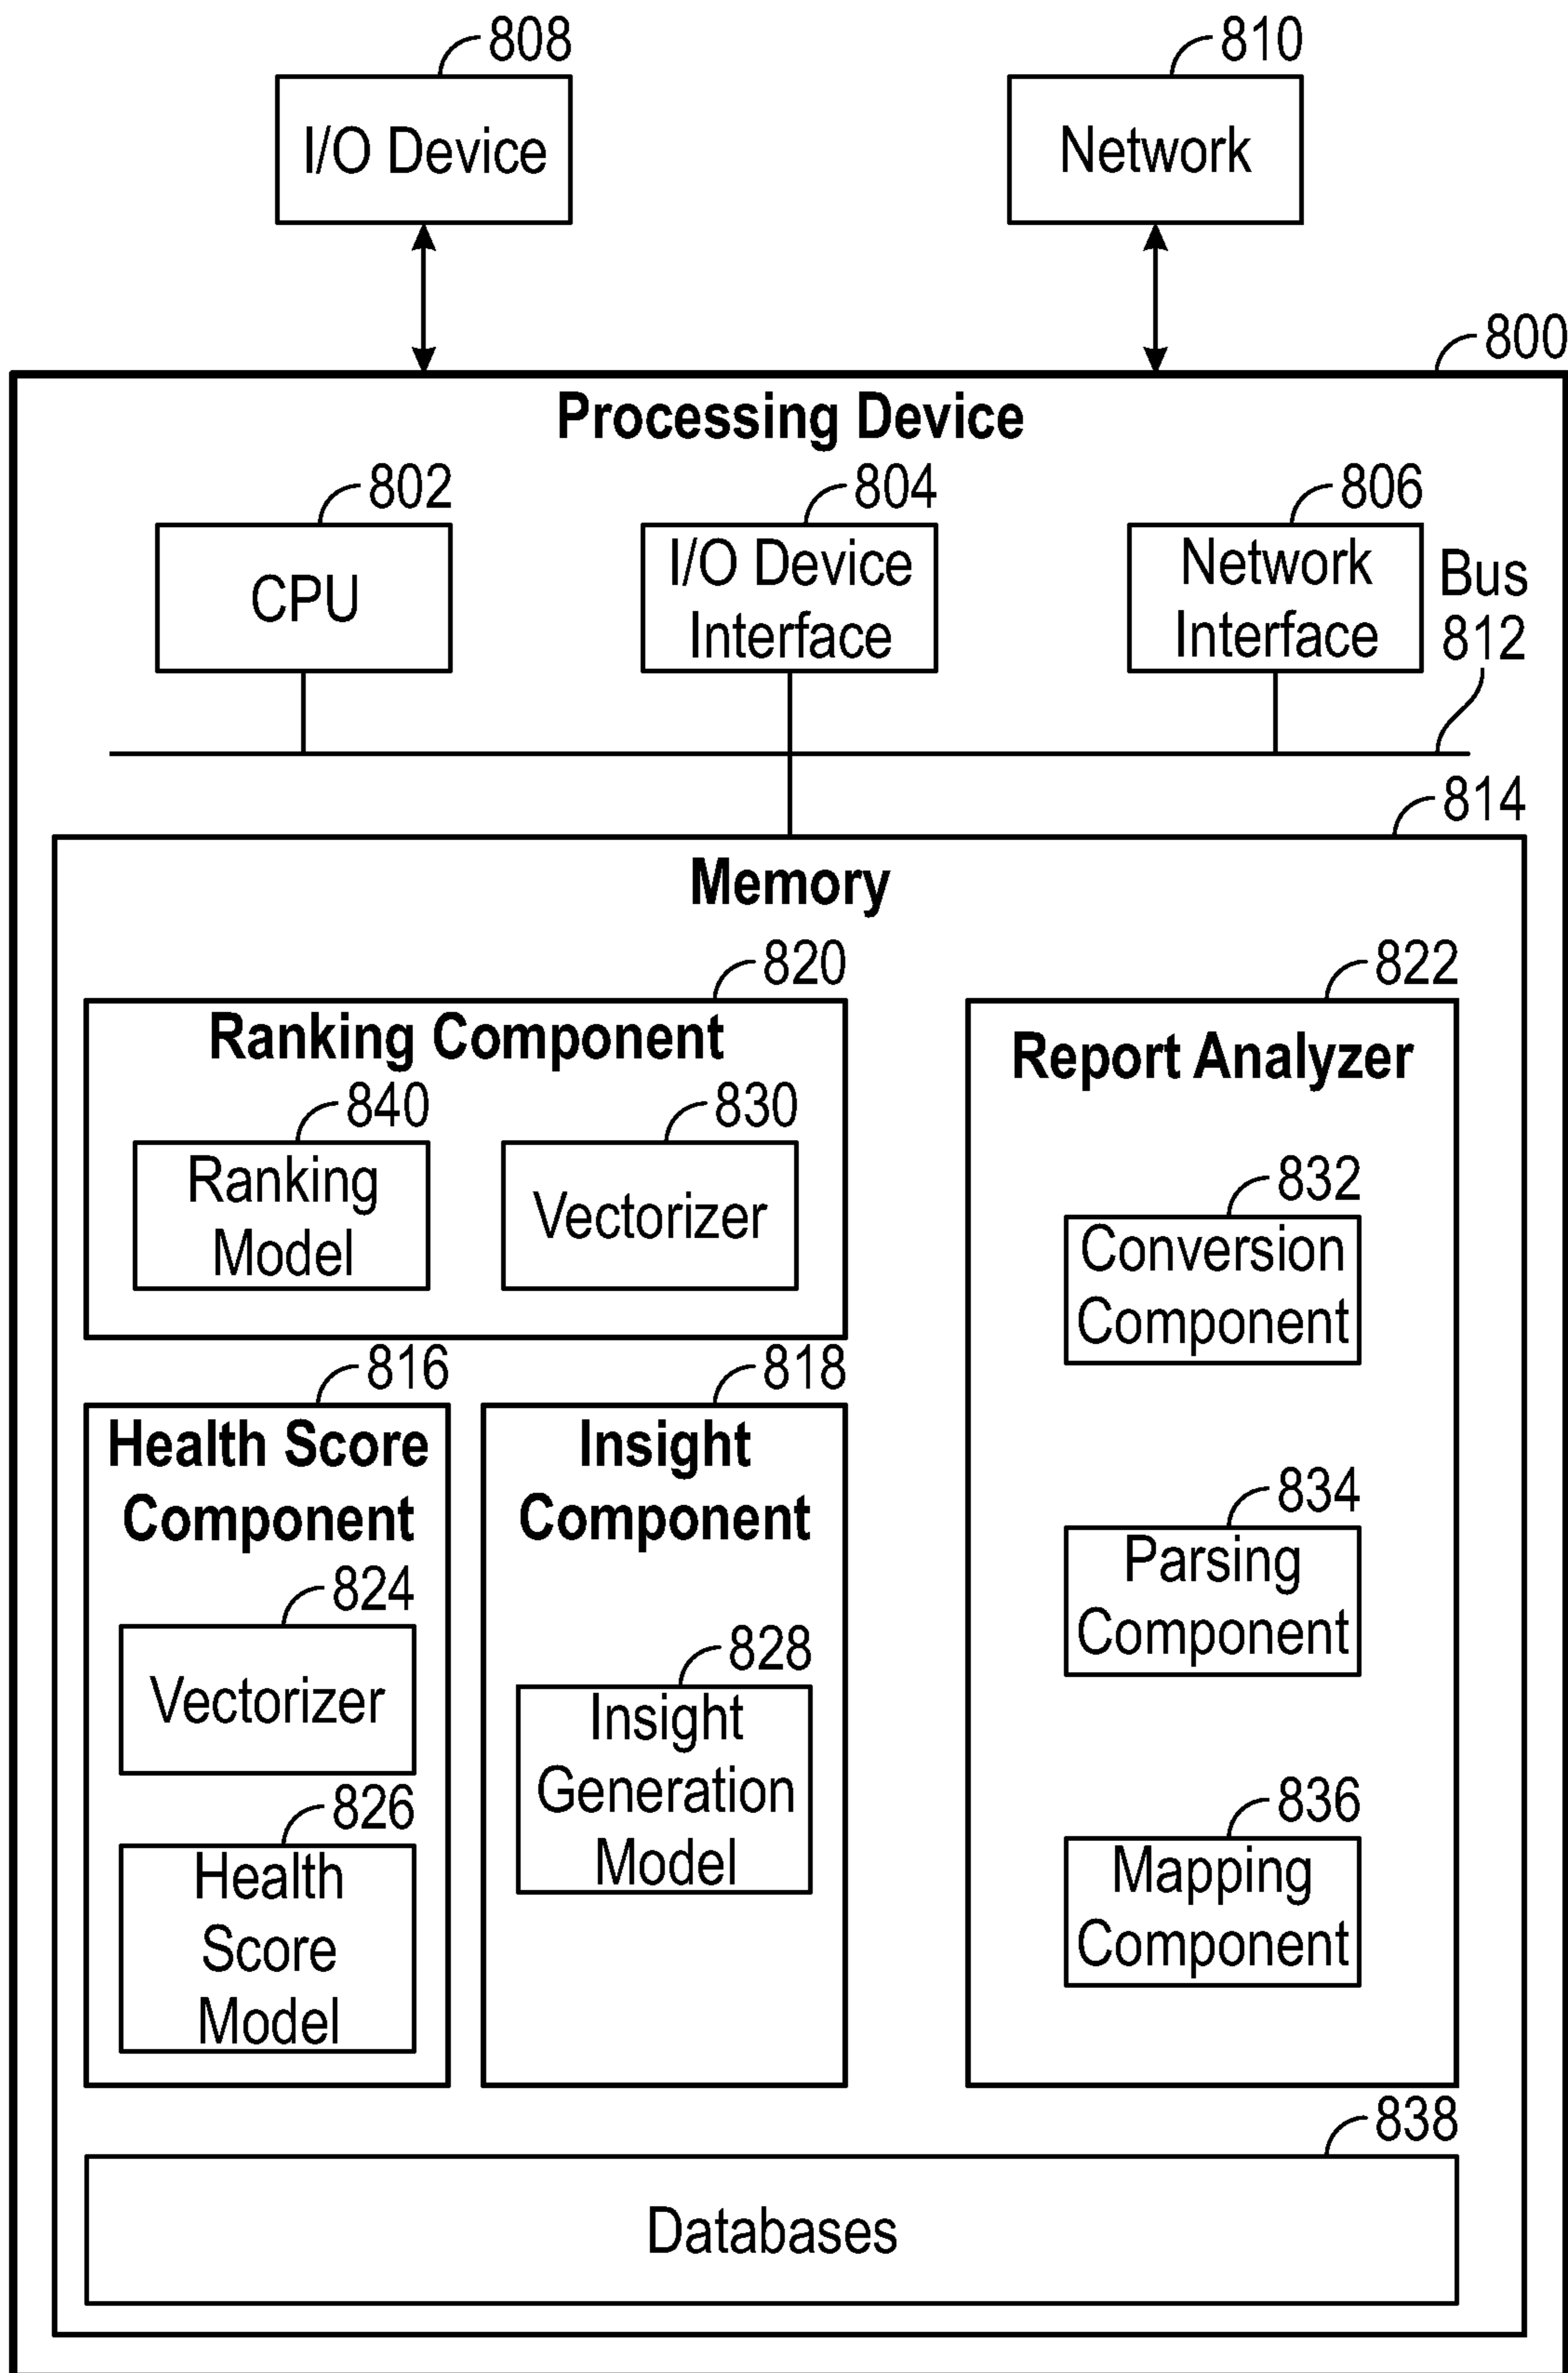 808
I/O Device
810
Network
800
Processing Device
802
CPU
804
I/O Device
Interface
806
Network
Interface
Bus
812
814
Memory
820
Ranking Component
840
Ranking
Model
830
Vectorizer
822
Report Analyzer
832
Conversion
Component
834
Parsing
Component
836
Mapping
Component
816
Health Score
Component
824
Vectorizer
826
Health
Score
Model
818
Insight
Component
828
Insight
Generation
Model
838
Databases